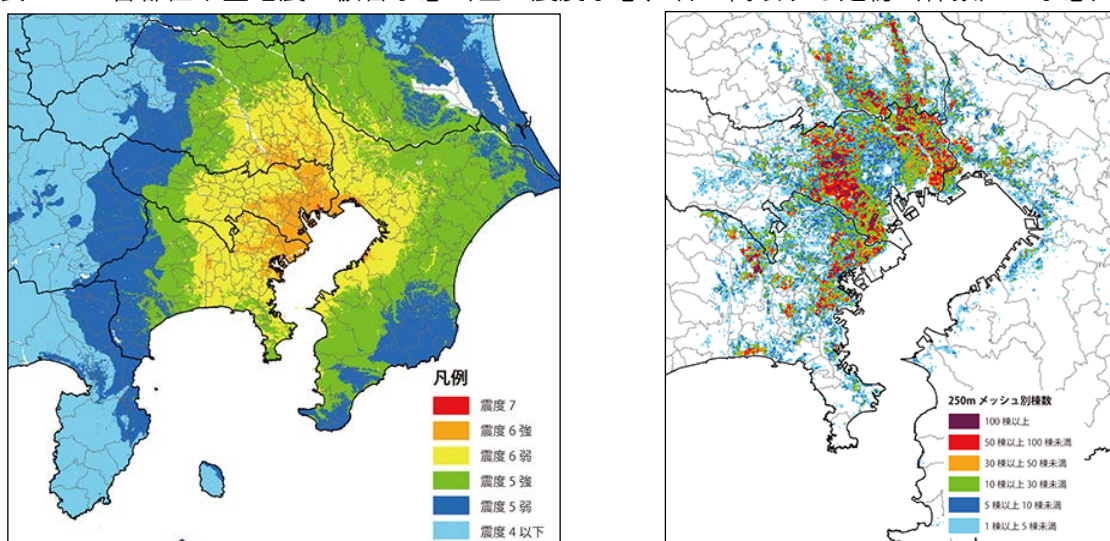 凡例
震度 7
震度 6 強
震度 6 弱
震度 5 強
震度 5 弱
震度 4 以下
250m メッシュ別棟数
100 棟以上
50 棟以上 100 棟未満
30 棟以上 50 棟未満
10 棟以上 30 棟未満
5 棟以上 10 棟未満
1 棟以上 5 棟未満